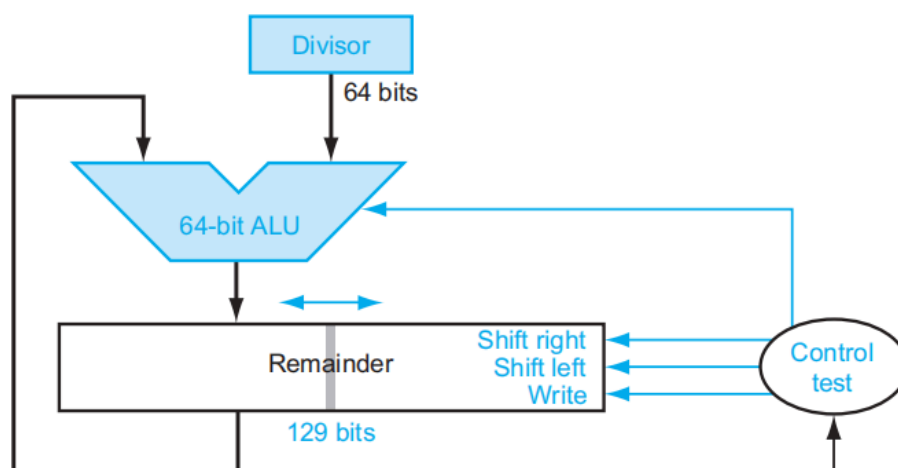 Divisor
64 bits
64-bit ALU
Remainder
Shift right
Shift left
Write
129 bits
Control
test